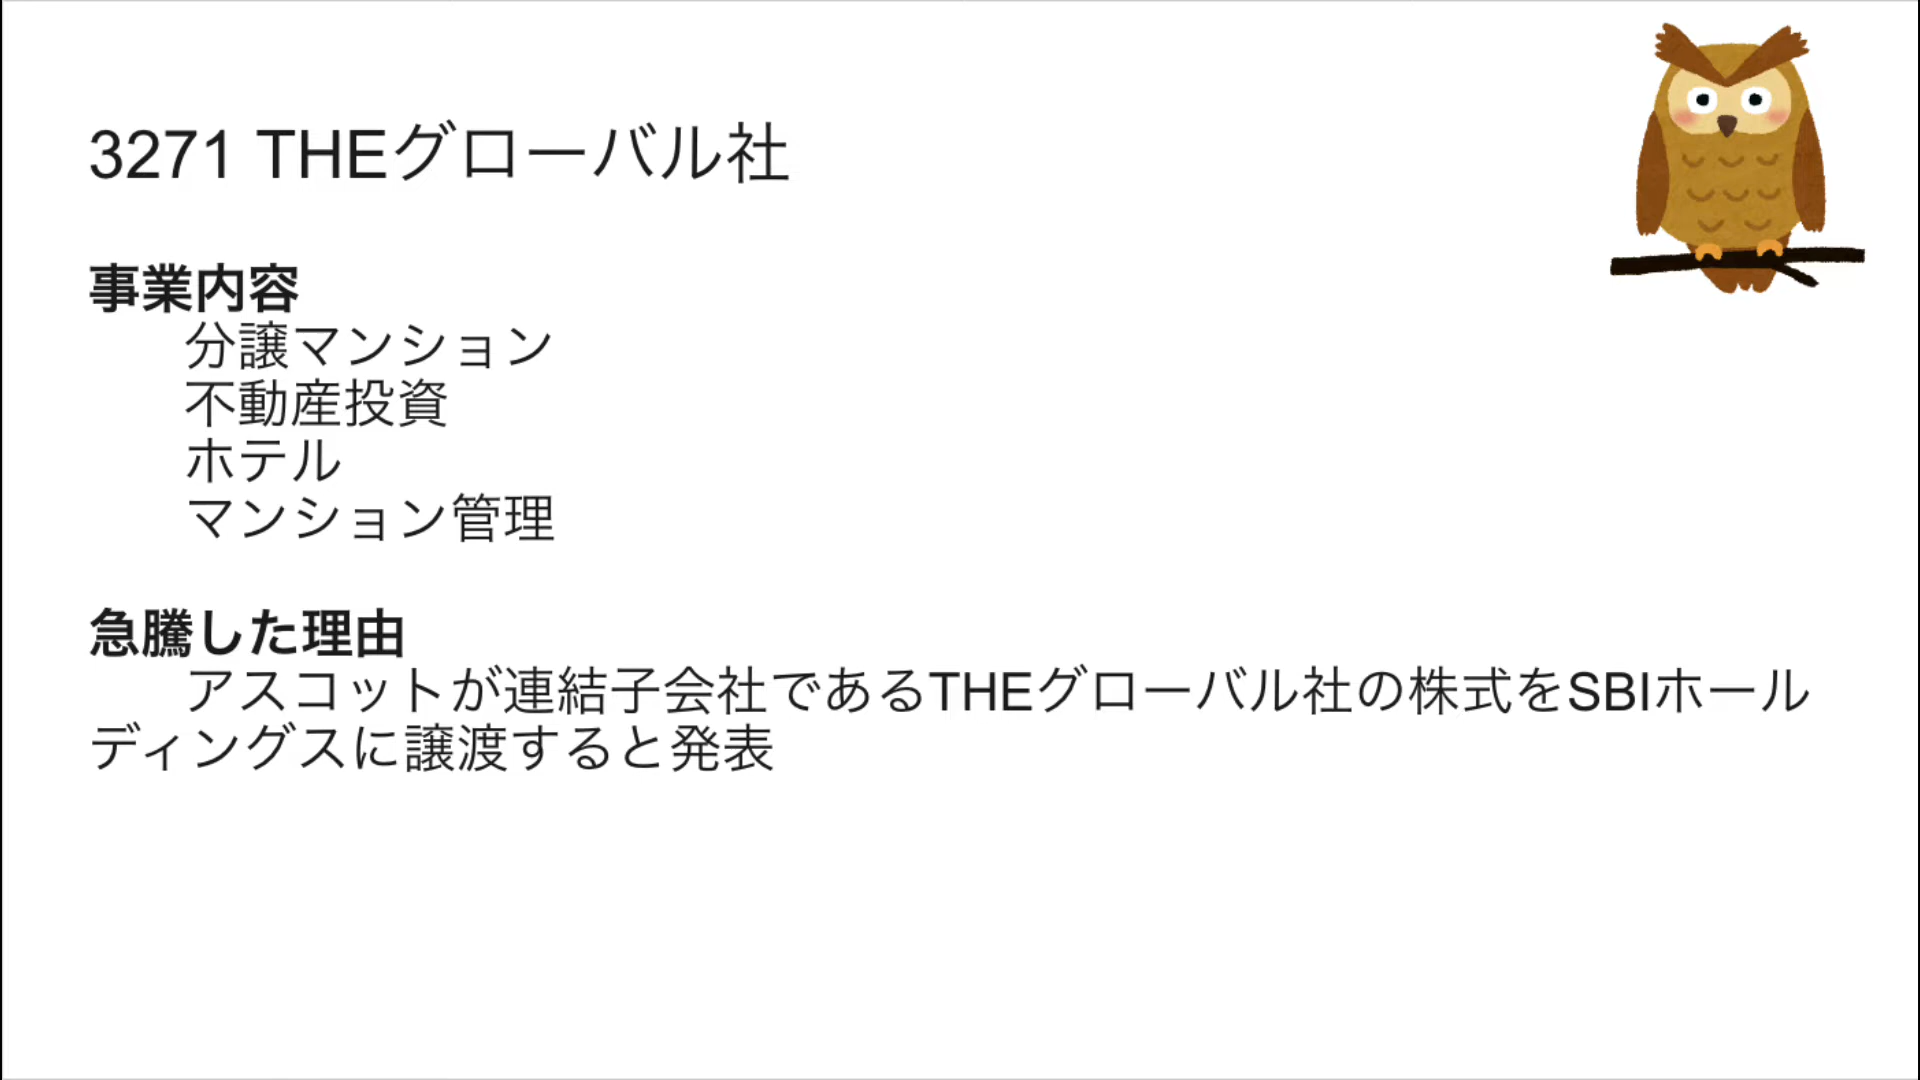 3271 THEグローバル社
事業内容
分譲マンション
不動産投資
ホテル
マンション管理
急騰した理由
アスコットが連結子会社であるTHEグローバル社の株式をSBIホール
ディングスに譲渡すると発表